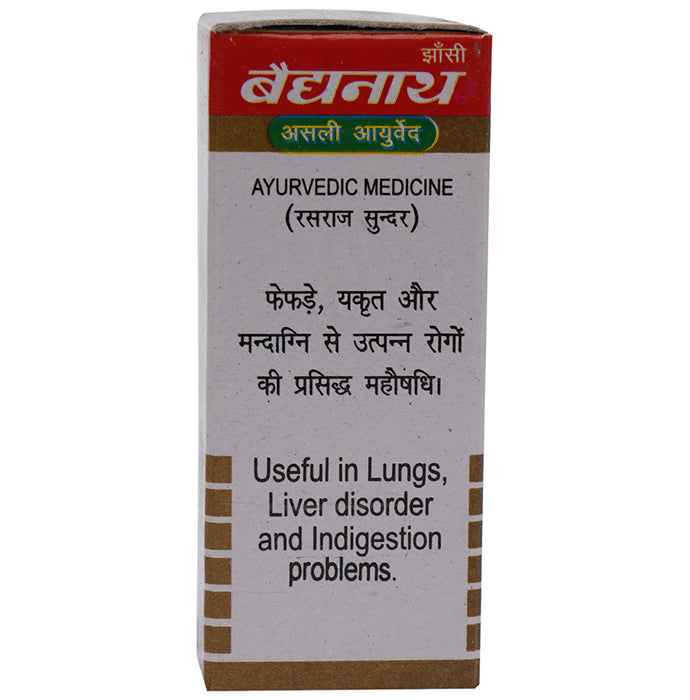 झाँसी
बैद्यनाथ
असली आयुर्वेद
AYURVEDIC MEDICINE
(रसराज सुन्दर)
फेफड़े, यकृत और
मन्दाग्नि से उत्पन्न रोगों
की प्रसिद्ध महौषधि।
Useful in Lungs,
Liver disorder
and Indigestion
problems.